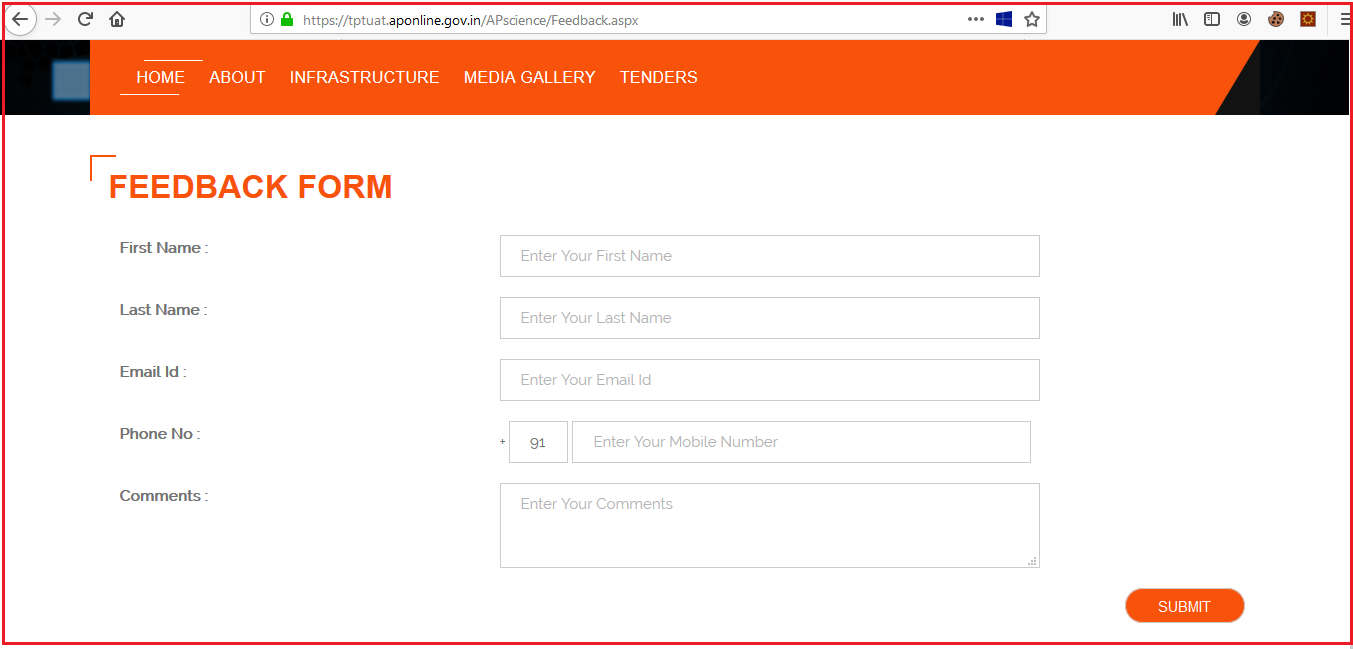 https://tptuat.aponline.gov.in/APscience/Feedback.aspx
HOME ABOUT INFRASTRUCTURE MEDIA GALLERY TENDERS
FEEDBACK FORM
First Name : Enter Your First Name
Last Name : Enter Your Last Name
Email Id : Enter Your Email Id
Phone No : + 91 Enter Your Mobile Number
Comments : Enter Your Comments
SUBMIT